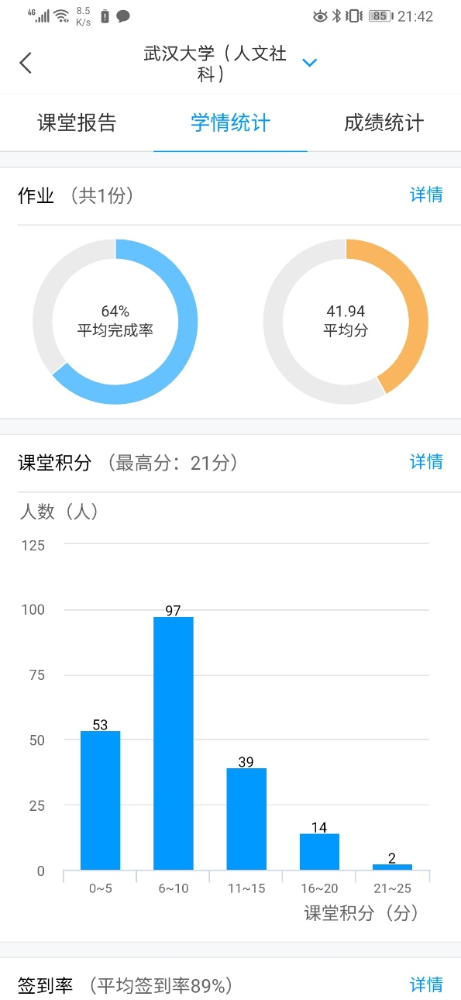 4G 8.5 K/s 85 21:42
武汉大学（人文社
科）
课堂报告 学情统计 成绩统计
作业 （共1份） 详情
64% 41.94
平均完成率 平均分
课堂积分 （最高分：21分） 详情
人数（人）
125
100
97
75
53
50
39
25
14
2
0
0~5 6~10 11~15 16~20 21~25
课堂积分（分）
签到率 （平均签到率89%） 详情